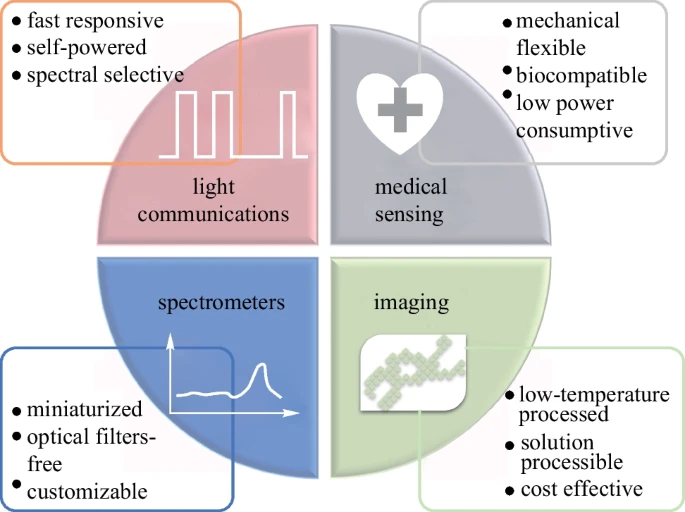 • fast responsive
• self-powered
• spectral selective
• mechanical
flexible
• biocompatible
• low power
consumptive
light
communications
medical
sensing
spectrometers
imaging
• miniaturized
• optical filters-
free
• customizable
• low-temperature
processed
• solution
processible
• cost effective